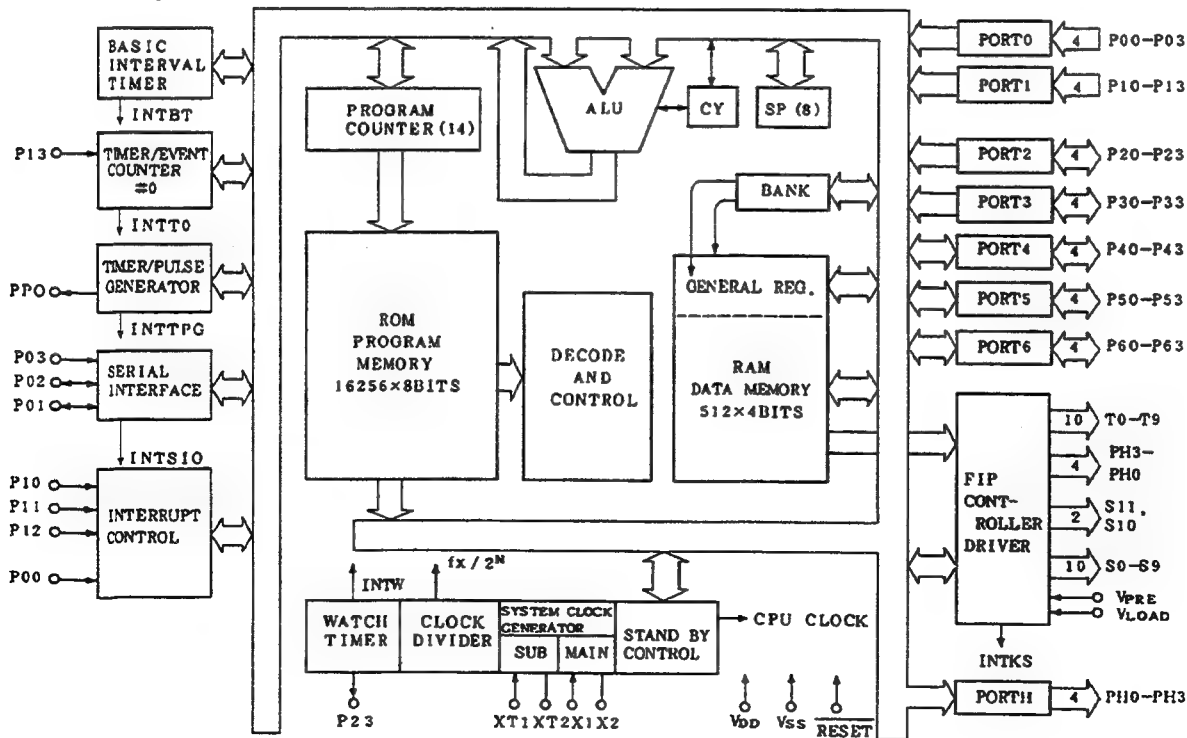 BASIC
INTERVAL
TIMER
INTBT
P13
TIMER/EVENT
COUNTER
#0
INTT0
PPO
TIMER/PULSE
GENERATOR
INTTPG
P03
P02
P01
SERIAL
INTERFACE
INTSIO
P10
P11
P12
P00
INTERRUPT
CONTROL
PROGRAM
COUNTER (14)
ALU
CY
SP (8)
BANK
ROM
PROGRAM
MEMORY
16256×8BITS
DECODE
AND
CONTROL
GENERAL REG.
RAM
DATA MEMORY
512×4BITS
INTW
fx / 2ᴺ
WATCH
TIMER
CLOCK
DIVIDER
SYSTEM CLOCK
GENERATOR
SUB
MAIN
STAND BY
CONTROL
CPU CLOCK
P23
XT1
XT2
X1
X2
VDD
VSS
RESET
PORT0
4
P00-P03
PORT1
4
P10-P13
PORT2
4
P20-P23
PORT3
4
P30-P33
PORT4
4
P40-P43
PORT5
4
P50-P53
PORT6
4
P60-P63
FIP
CONT-
ROLLER
DRIVER
10
T0-T9
4
PH3-
PH0
2
S11,
S10
10
S0-S9
VPRE
VLOAD
INTKS
PORTH
4
PH0-PH3